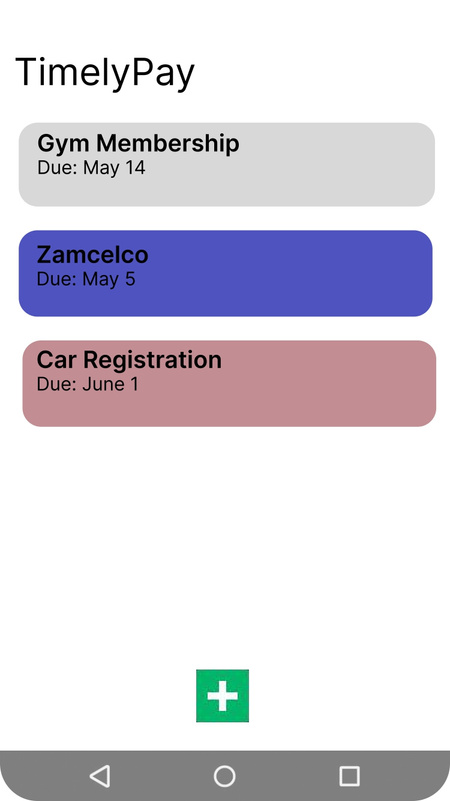 TimelyPay
Gym Membership
Due: May 14
Zamcelco
Due: May 5
Car Registration
Due: June 1